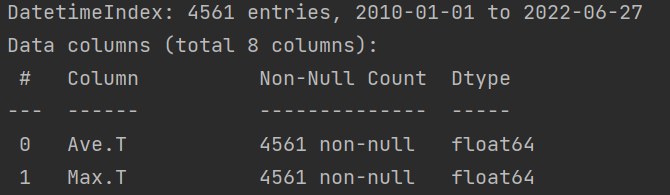 DatetimeIndex: 4561 entries, 2010-01-01 to 2022-06-27
Data columns (total 8 columns):
 #   Column          Non-Null Count  Dtype
---  ------          --------------  -----
 0   Ave.T           4561 non-null   float64
 1   Max.T           4561 non-null   float64